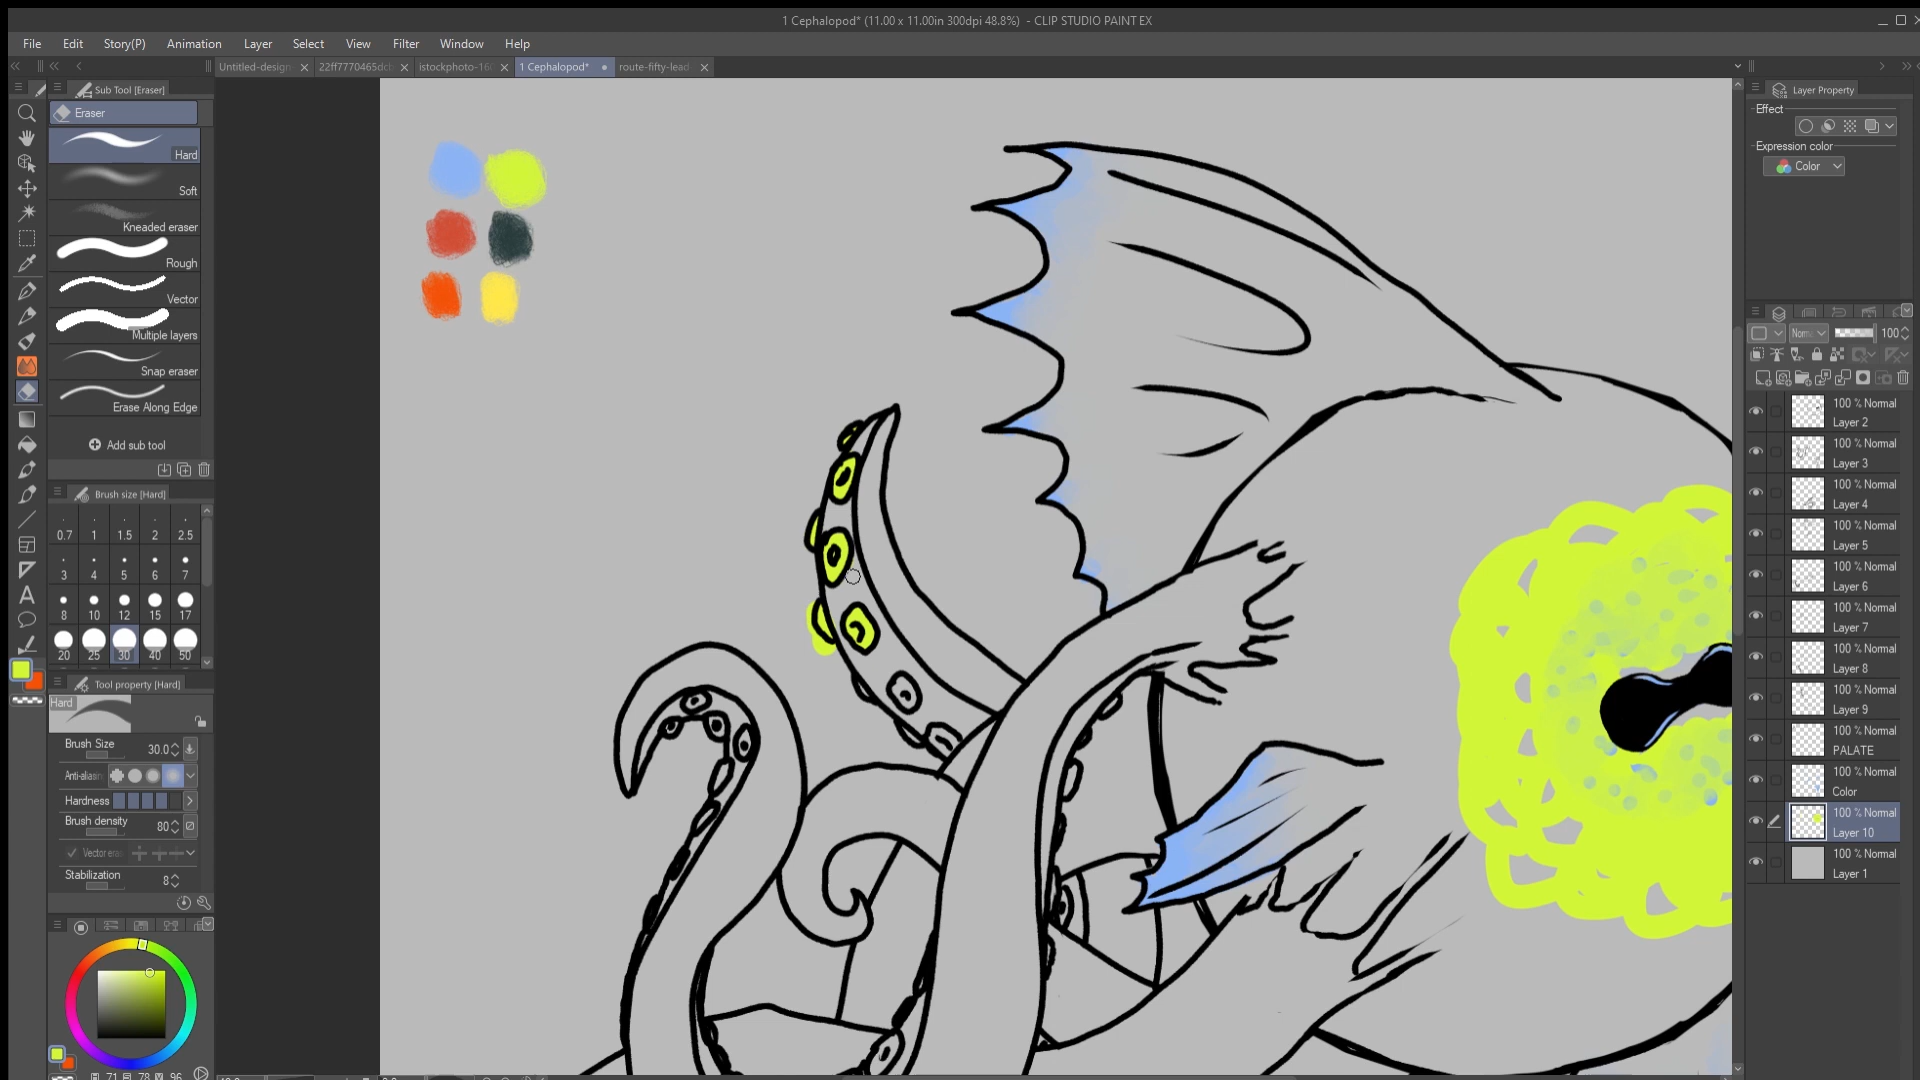 1 Cephalopod* (11.00 x 11.00in 300dpi 48.8%) - CLIP STUDIO PAINT EX
File Edit Story(P) Animation Layer Select View Filter Window Help
Untitled-design 22ff7770465dcb istockphoto-160 1 Cephalopod* route-fifty-lead
Sub Tool [Eraser]
Eraser
Hard
Soft
Kneaded eraser
Rough
Vector
Multiple layers
Snap eraser
Erase Along Edge
Add sub tool
Brush size [Hard]
0.7 1 1.5 2 2.5
3 4 5 6 7
8 10 12 15 17
20 25 30 40 50
Tool property [Hard]
Hard
Brush Size 30.0
Anti-aliasin
Hardness
Brush density 80
Vector era
Stabilization 8
71 78 96
Layer Property
Effect
Expression color
Color
Norm 100
100 % Normal
Layer 2
100 % Normal
Layer 3
100 % Normal
Layer 4
100 % Normal
Layer 5
100 % Normal
Layer 6
100 % Normal
Layer 7
100 % Normal
Layer 8
100 % Normal
Layer 9
100 % Normal
PALATE
100 % Normal
Color
100 % Normal
Layer 10
100 % Normal
Layer 1